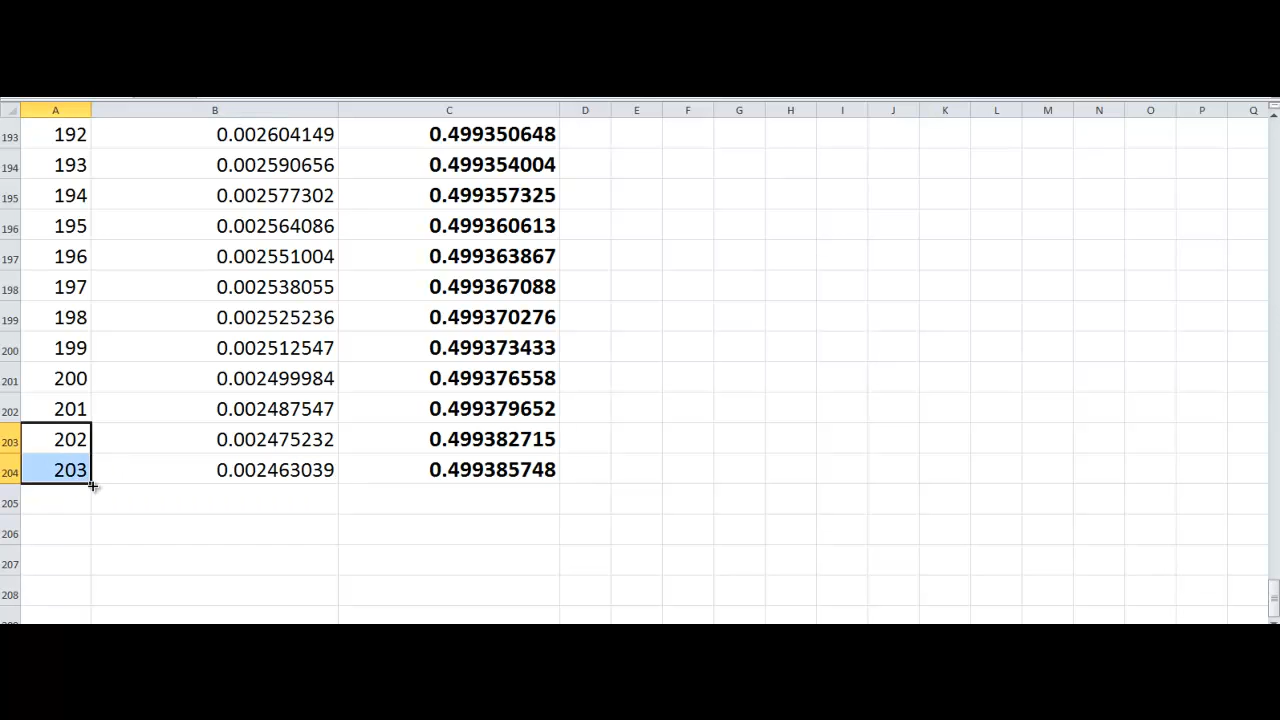 A B C D E F G H I J K L M N O P Q
193 192 0.002604149 0.499350648
194 193 0.002590656 0.499354004
195 194 0.002577302 0.499357325
196 195 0.002564086 0.499360613
197 196 0.002551004 0.499363867
198 197 0.002538055 0.499367088
199 198 0.002525236 0.499370276
200 199 0.002512547 0.499373433
201 200 0.002499984 0.499376558
202 201 0.002487547 0.499379652
203 202 0.002475232 0.499382715
204 203 0.002463039 0.499385748
205
206
207
208